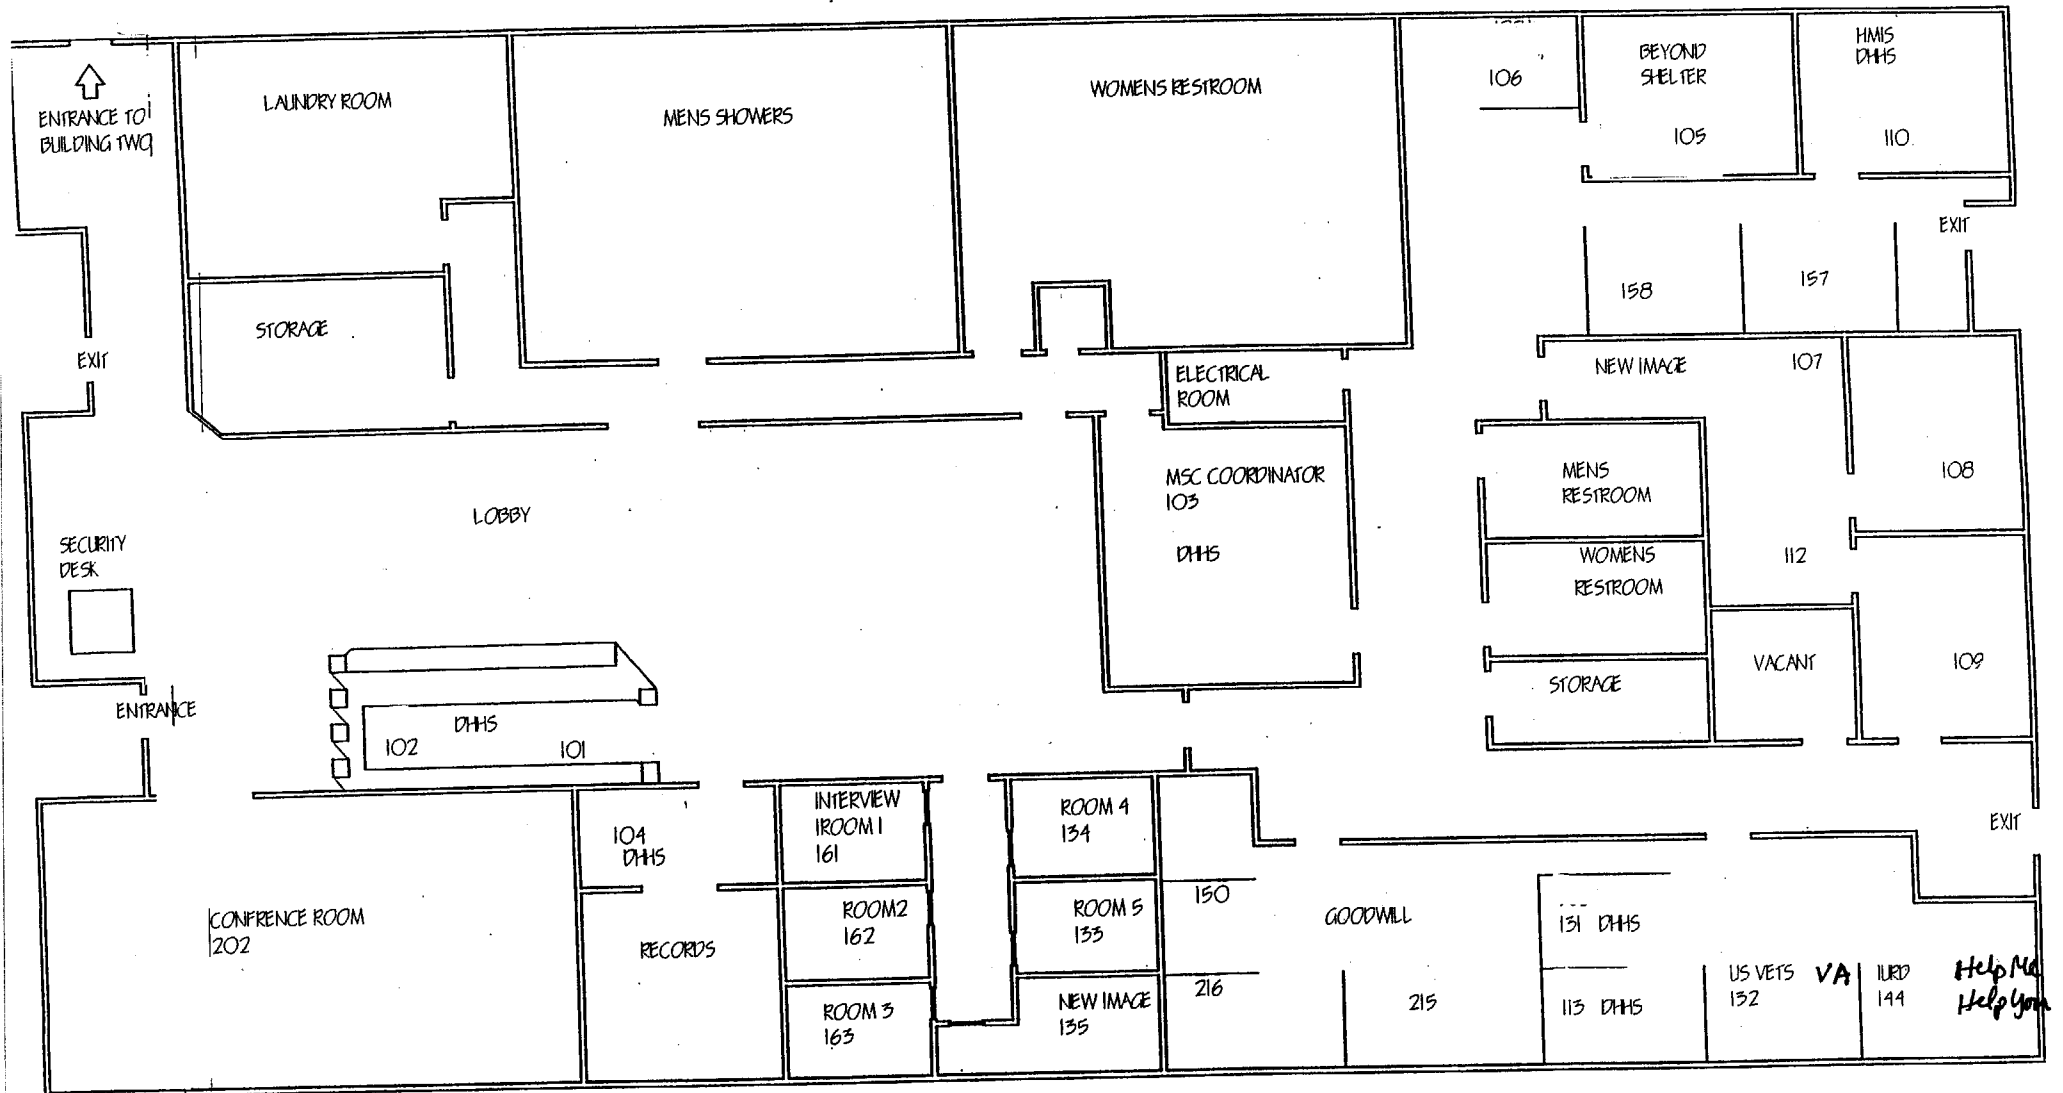 ENTRANCE TO
BUILDING TWO
LAUNDRY ROOM
MENS SHOWERS
WOMENS RESTROOM
106
BEYOND
SHELTER
105
HMIS
DHHS
110
EXIT
158
157
STORAGE
EXIT
ELECTRICAL
ROOM
NEW IMAGE
107
108
MSC COORDINATOR
103
DHHS
MENS
RESTROOM
LOBBY
SECURITY
DESK
WOMENS
RESTROOM
112
VACANT
109
STORAGE
ENTRANCE
DHHS
102
101
EXIT
INTERVIEW
IROOM 1
161
ROOM 4
134
104
DHHS
CONFRENCE ROOM
202
RECORDS
ROOM2
162
ROOM 5
133
150
GOODWILL
131 DHHS
ROOM 3
163
NEW IMAGE
135
216
215
113 DHHS
US VETS VA
132
IURD
144
Help Me
Help You